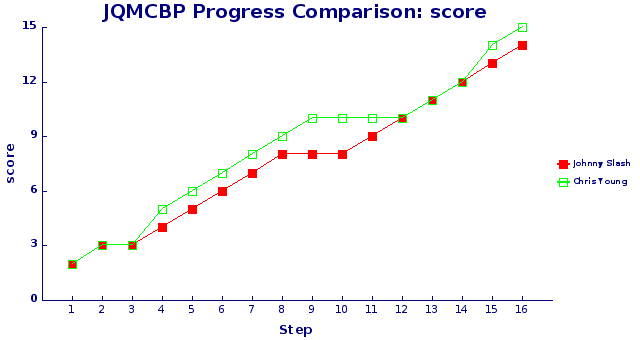 JQMCBP Progress Comparison: score
15
12
9
6
3
0
score
1 2 3 4 5 6 7 8 9 10 11 12 13 14 15 16
Step
Johnny Slash
Chris Young